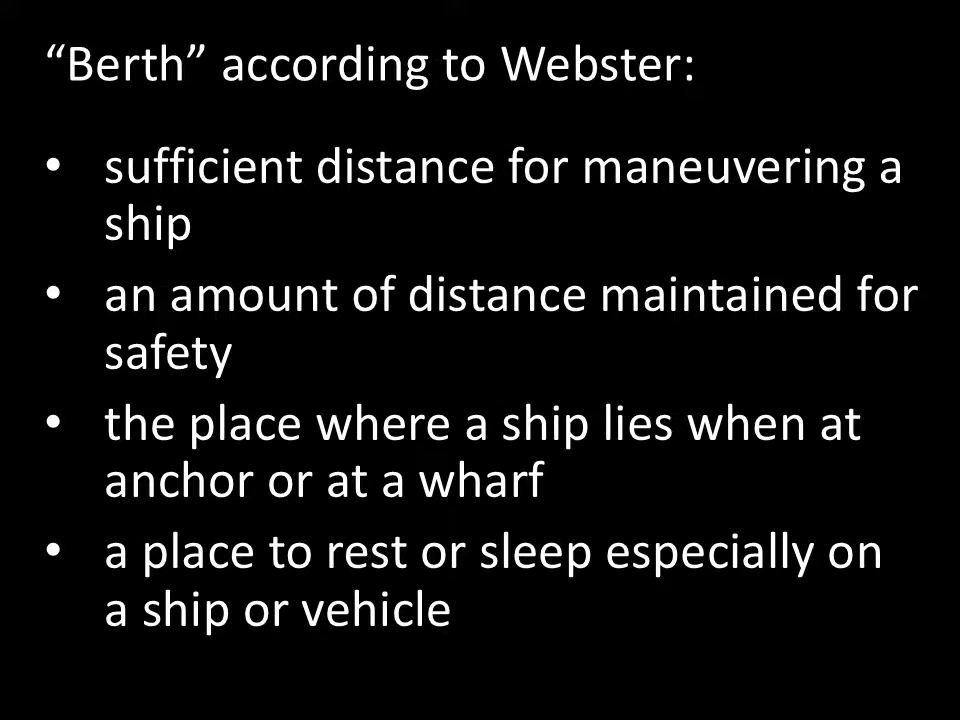 “Berth” according to Webster:
• sufficient distance for maneuvering a
ship
• an amount of distance maintained for
safety
• the place where a ship lies when at
anchor or at a wharf
• a place to rest or sleep especially on
a ship or vehicle